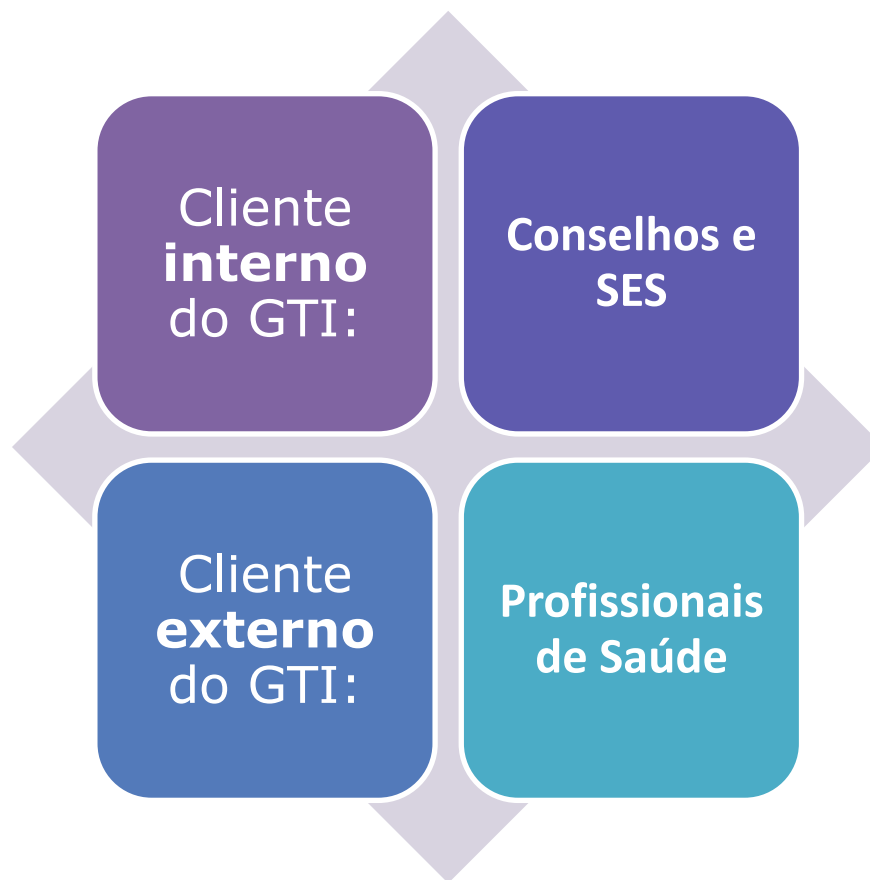 Cliente
interno
do GTI:
Conselhos e
SES
Cliente
externo
do GTI:
Profissionais
de Saúde